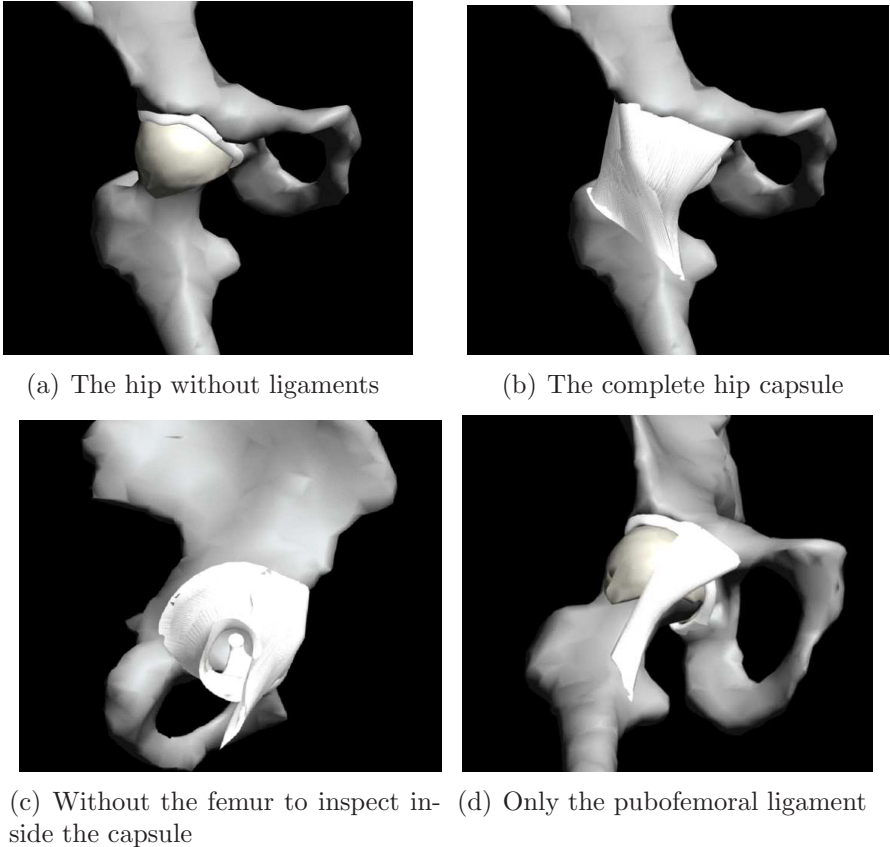 (a) The hip without ligaments
(b) The complete hip capsule
(c) Without the femur to inspect in-
side the capsule
(d) Only the pubofemoral ligament